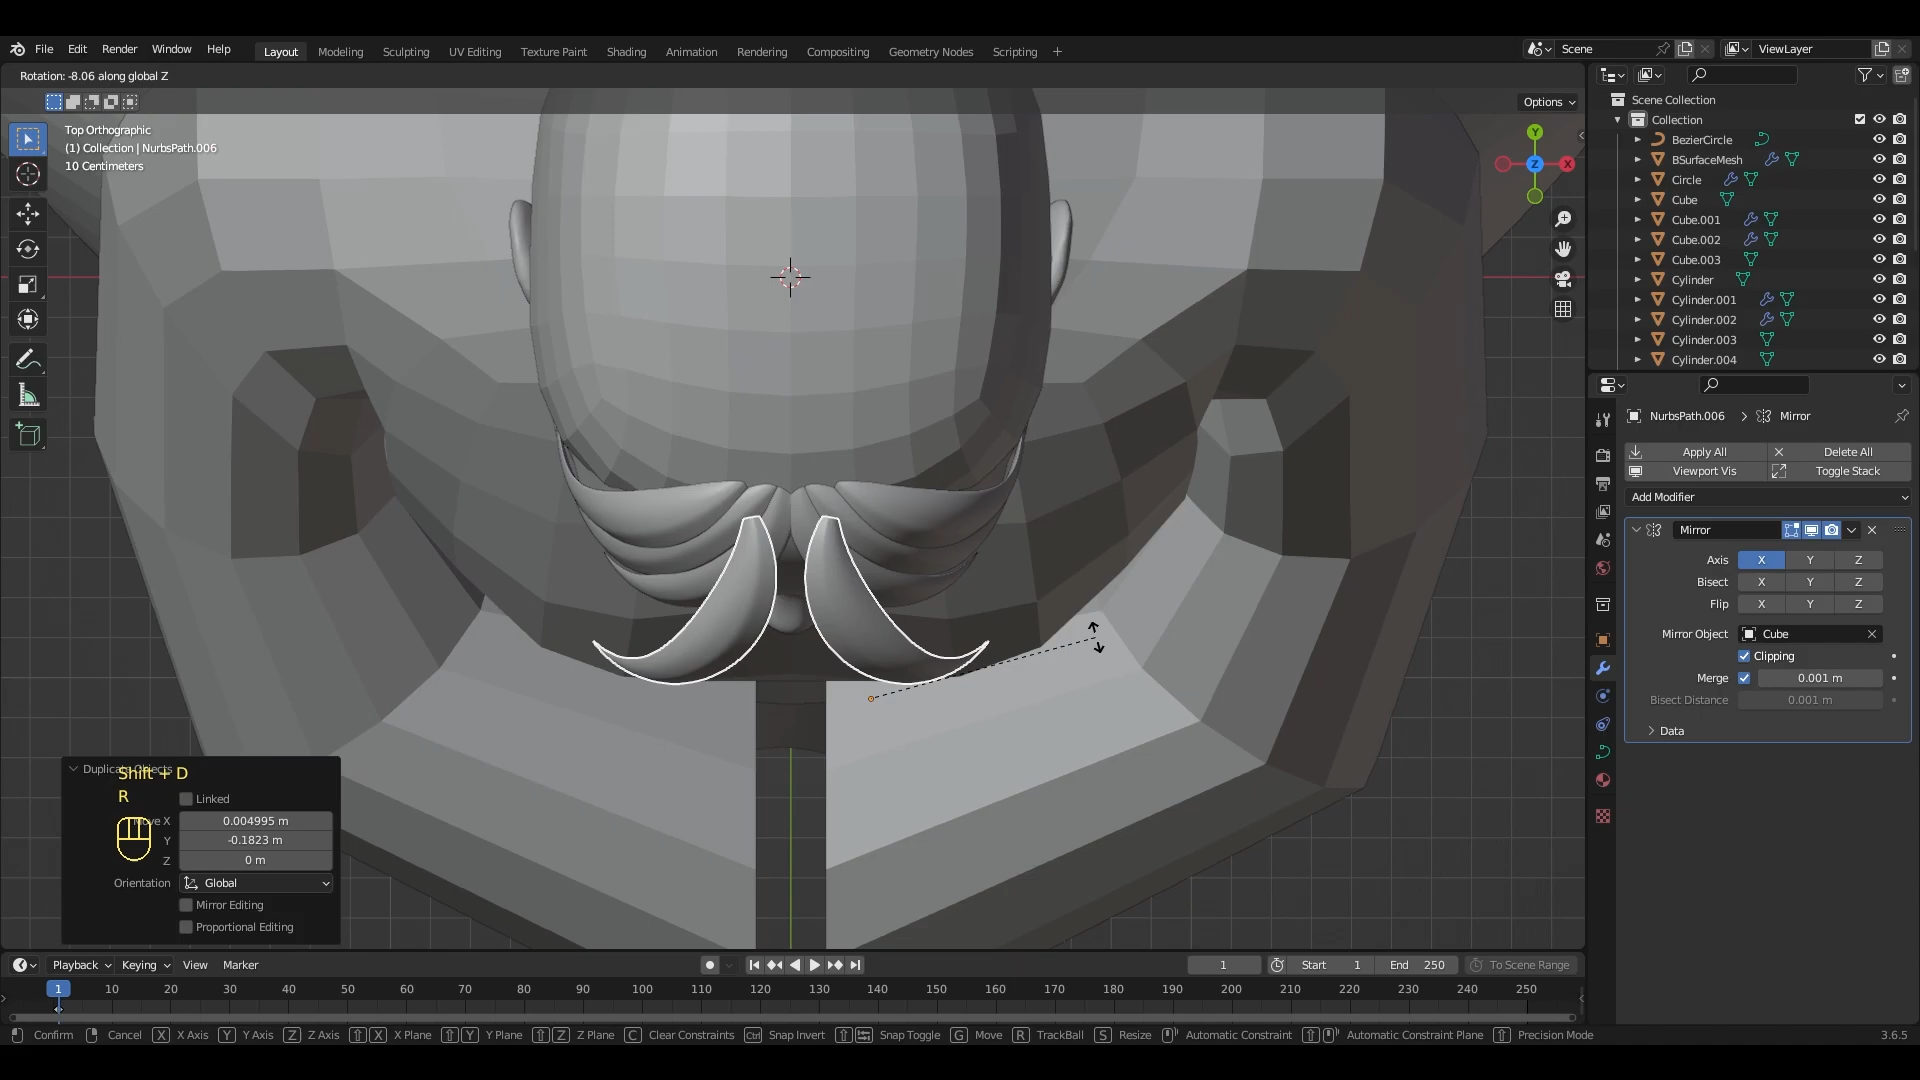 File Edit Render Window Help Layout Modeling Sculpting UV Editing Texture Paint Shading Animation Rendering Compositing Geometry Nodes Scripting + Scene ViewLayer
Rotation: -8.06 along global Z
Options
Top Orthographic
(1) Collection | NurbsPath.006
10 Centimeters
Y
Z
X
Scene Collection
Collection
BezierCircle
BSurfaceMesh
Circle
Cube
Cube.001
Cube.002
Cube.003
Cylinder
Cylinder.001
Cylinder.002
Cylinder.003
Cylinder.004
NurbsPath.006 > Mirror
Apply All Delete All
Viewport Vis Toggle Stack
Add Modifier
Mirror
Axis X Y Z
Bisect X Y Z
Flip X Y Z
Mirror Object Cube
Clipping
Merge 0.001 m
Bisect Distance 0.001 m
Data
Duplicate Objects
Shift + D
R
Linked
Move X 0.004995 m
Y -0.1823 m
Z 0 m
Orientation Global
Mirror Editing
Proportional Editing
Playback Keying View Marker 1 Start 1 End 250 To Scene Range
1 10 20 30 40 50 60 70 80 90 100 110 120 130 140 150 160 170 180 190 200 210 220 230 240 250
Confirm Cancel X X Axis Y Y Axis Z Z Axis X X Plane Y Y Plane Z Z Plane C Clear Constraints Ctrl Snap Invert Snap Toggle G Move R TrackBall S Resize Automatic Constraint Automatic Constraint Plane Precision Mode 3.6.5